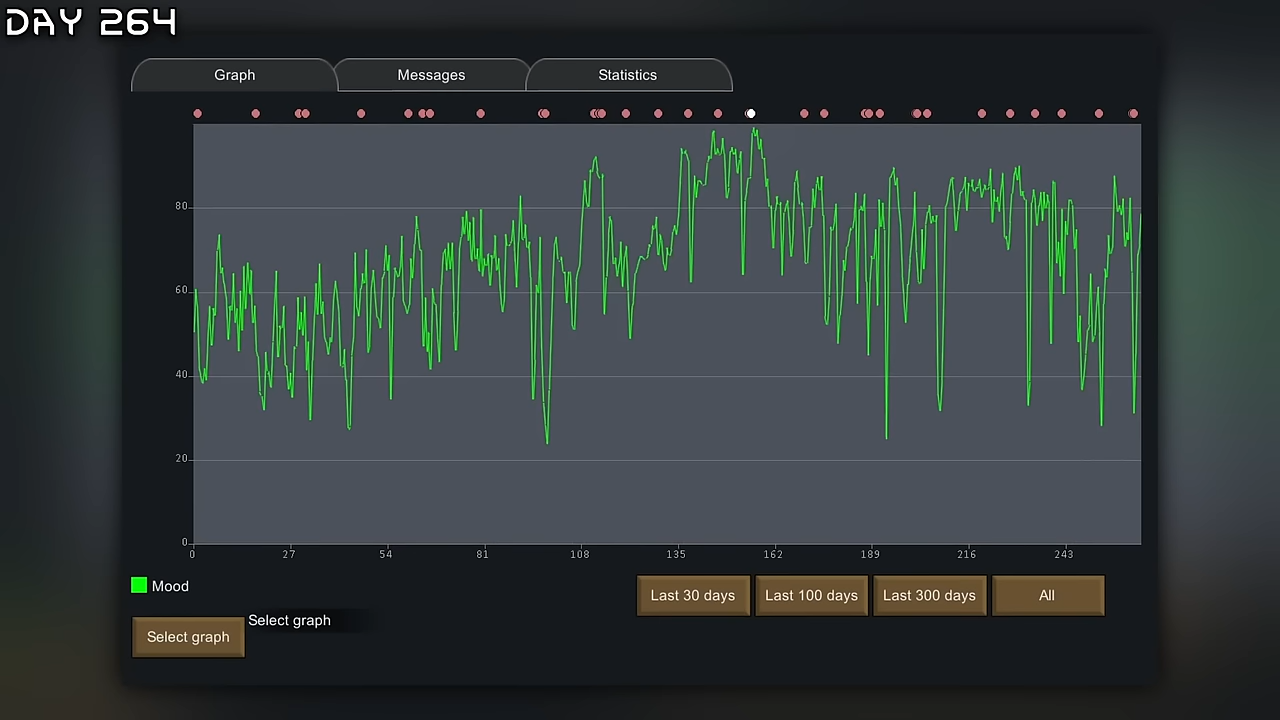 DAY 264
Graph Messages Statistics
80
60
40
20
0
0 27 54 81 108 135 162 189 216 243
Mood
Last 30 days Last 100 days Last 300 days All
Select graph
Select graph